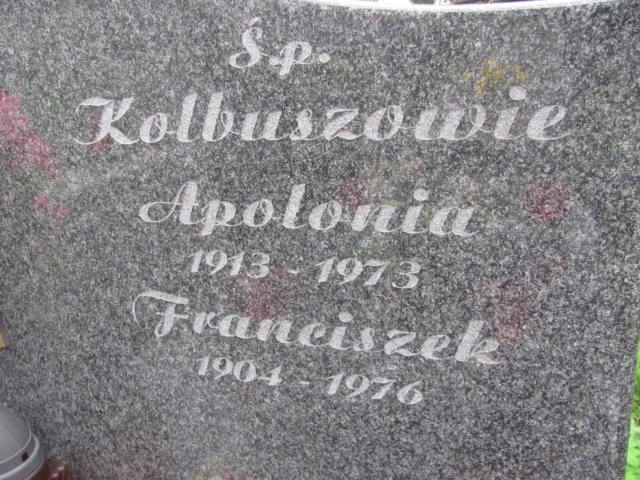 Ś.p.
Kolbuszowie
Apolonia
1913 - 1973
Franciszek
1904 - 1976